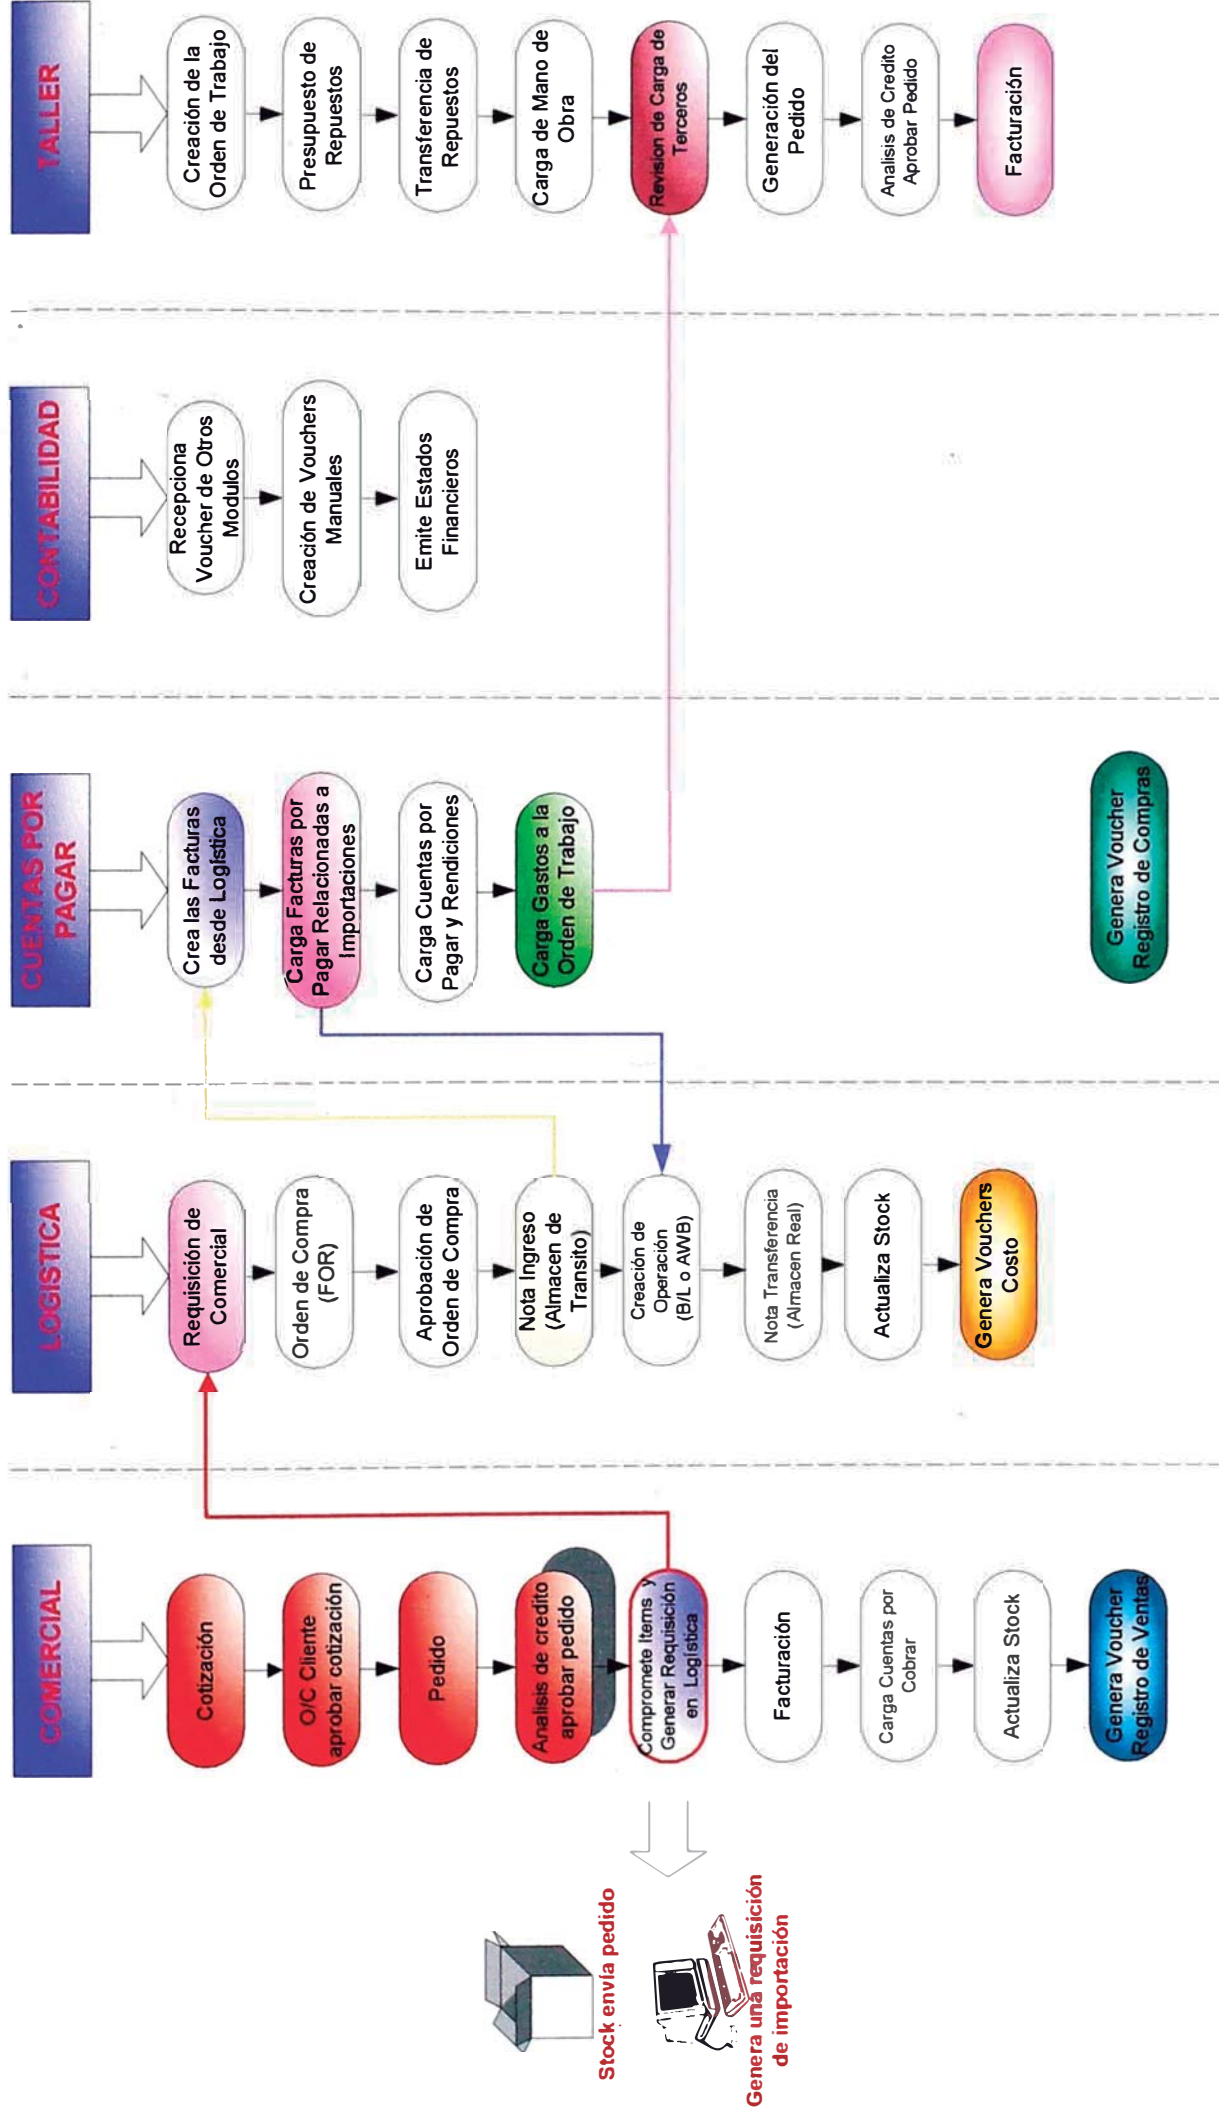 Stock envía pedido
Genera una requisición
de importación
COMERCIAL
Cotización
O/C Cliente
aprobar cotización
Pedido
Analisis de credito
aprobar pedido
Compromete Items y
Generar Requisición
en Logística
Facturación
Carga Cuentas por
Cobrar
Actualiza Stock
Genera Voucher
Registro de Ventas
LOGISTICA
Requisición de
Comercial
Orden de Compra
(FOR)
Aprobación de
Orden de Compra
Nota Ingreso
(Almacen de
Transito)
Creación de
Operación
(B/L o AWB)
Nota Transferencia
(Almacen Real)
Actualiza Stock
Genera Vouchers
Costo
CUENTAS POR
PAGAR
Crea las Facturas
desde Logística
Carga Facturas por
Pagar Relacionadas a
Importaciones
Carga Cuentas por
Pagar y Rendiciones
Carga Gastos a la
Orden de Trabajo
Genera Voucher
Registro de Compras
CONTABILIDAD
Recepciona
Voucher de Otros
Modulos
Creación de Vouchers
Manuales
Emite Estados
Financieros
TALLER
Creación de la
Orden de Trabajo
Presupuesto de
Repuestos
Transferencia de
Repuestos
Carga de Mano de
Obra
Revision de Carga de
Terceros
Generación del
Pedido
Analisis de Credito
Aprobar Pedido
Facturación